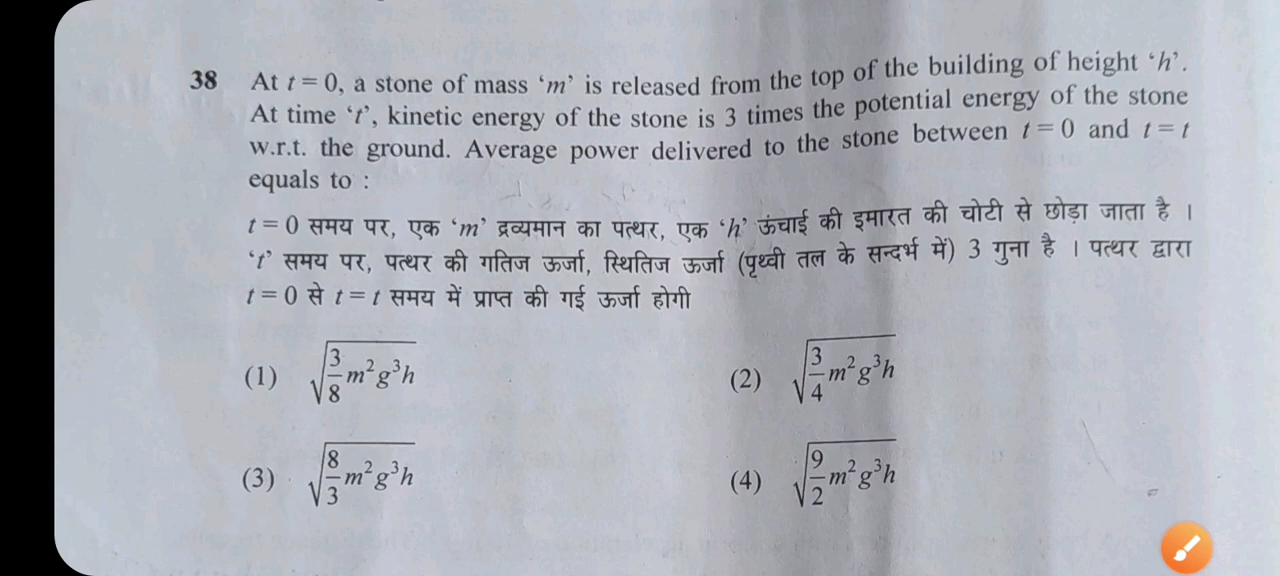 38 At t = 0, a stone of mass ‘m’ is released from the top of the building of height ‘h’.
At time ‘t’, kinetic energy of the stone is 3 times the potential energy of the stone
w.r.t. the ground. Average power delivered to the stone between t = 0 and t = t
equals to :
t = 0 समय पर, एक ‘m’ द्रव्यमान का पत्थर, एक ‘h’ ऊंचाई की इमारत की चोटी से छोड़ा जाता है ।
‘t’ समय पर, पत्थर की गतिज ऊर्जा, स्थितिज ऊर्जा (पृथ्वी तल के सन्दर्भ में) 3 गुना है । पत्थर द्वारा
t = 0 से t = t समय में प्राप्त की गई ऊर्जा होगी
(1) √(3/8 m²g³h) (2) √(3/4 m²g³h)
(3) √(8/3 m²g³h) (4) √(9/2 m²g³h)